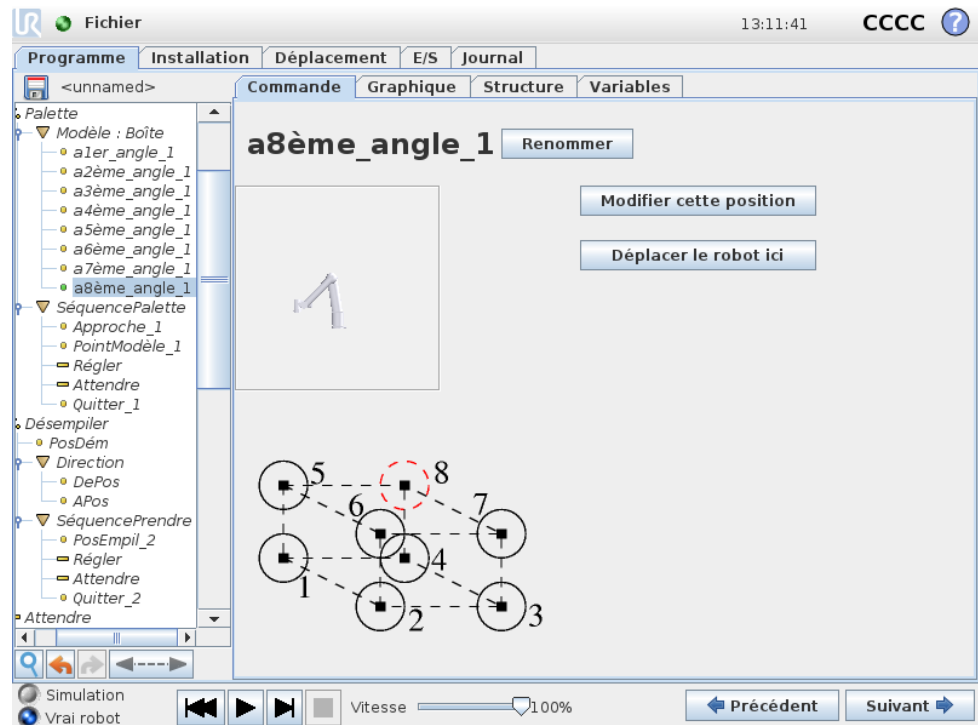 UR Fichier 13:11:41 CCCC ?
Programme Installation Déplacement E/S Journal
<unnamed>
Commande Graphique Structure Variables
Palette
Modèle : Boîte
a1er_angle_1
a2ème_angle_1
a3ème_angle_1
a4ème_angle_1
a5ème_angle_1
a6ème_angle_1
a7ème_angle_1
a8ème_angle_1
SéquencePalette
Approche_1
PointModèle_1
Régler
Attendre
Quitter_1
Désempiler
PosDém
Direction
DePos
APos
SéquencePrendre
PosEmpil_2
Régler
Attendre
Quitter_2
Attendre
a8ème_angle_1 Renommer
Modifier cette position
Déplacer le robot ici
5 8
6 7
4
1
2 3
Simulation
Vrai robot
Vitesse 100%
Précédent Suivant